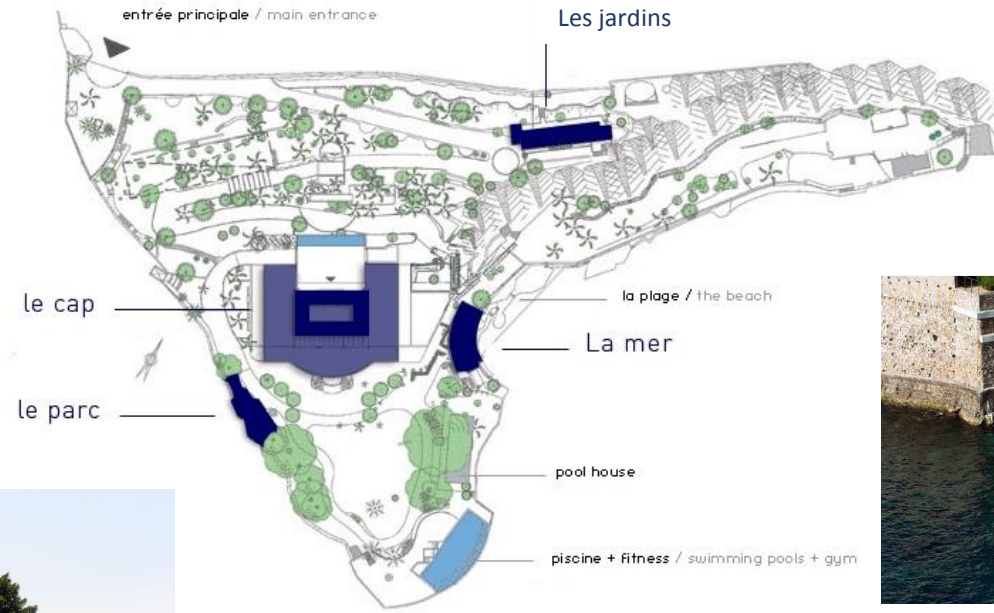 entrée principale / main entrance
Les jardins
la plage / the beach
le cap
La mer
le parc
pool house
piscine + fitness / swimming pools + gym